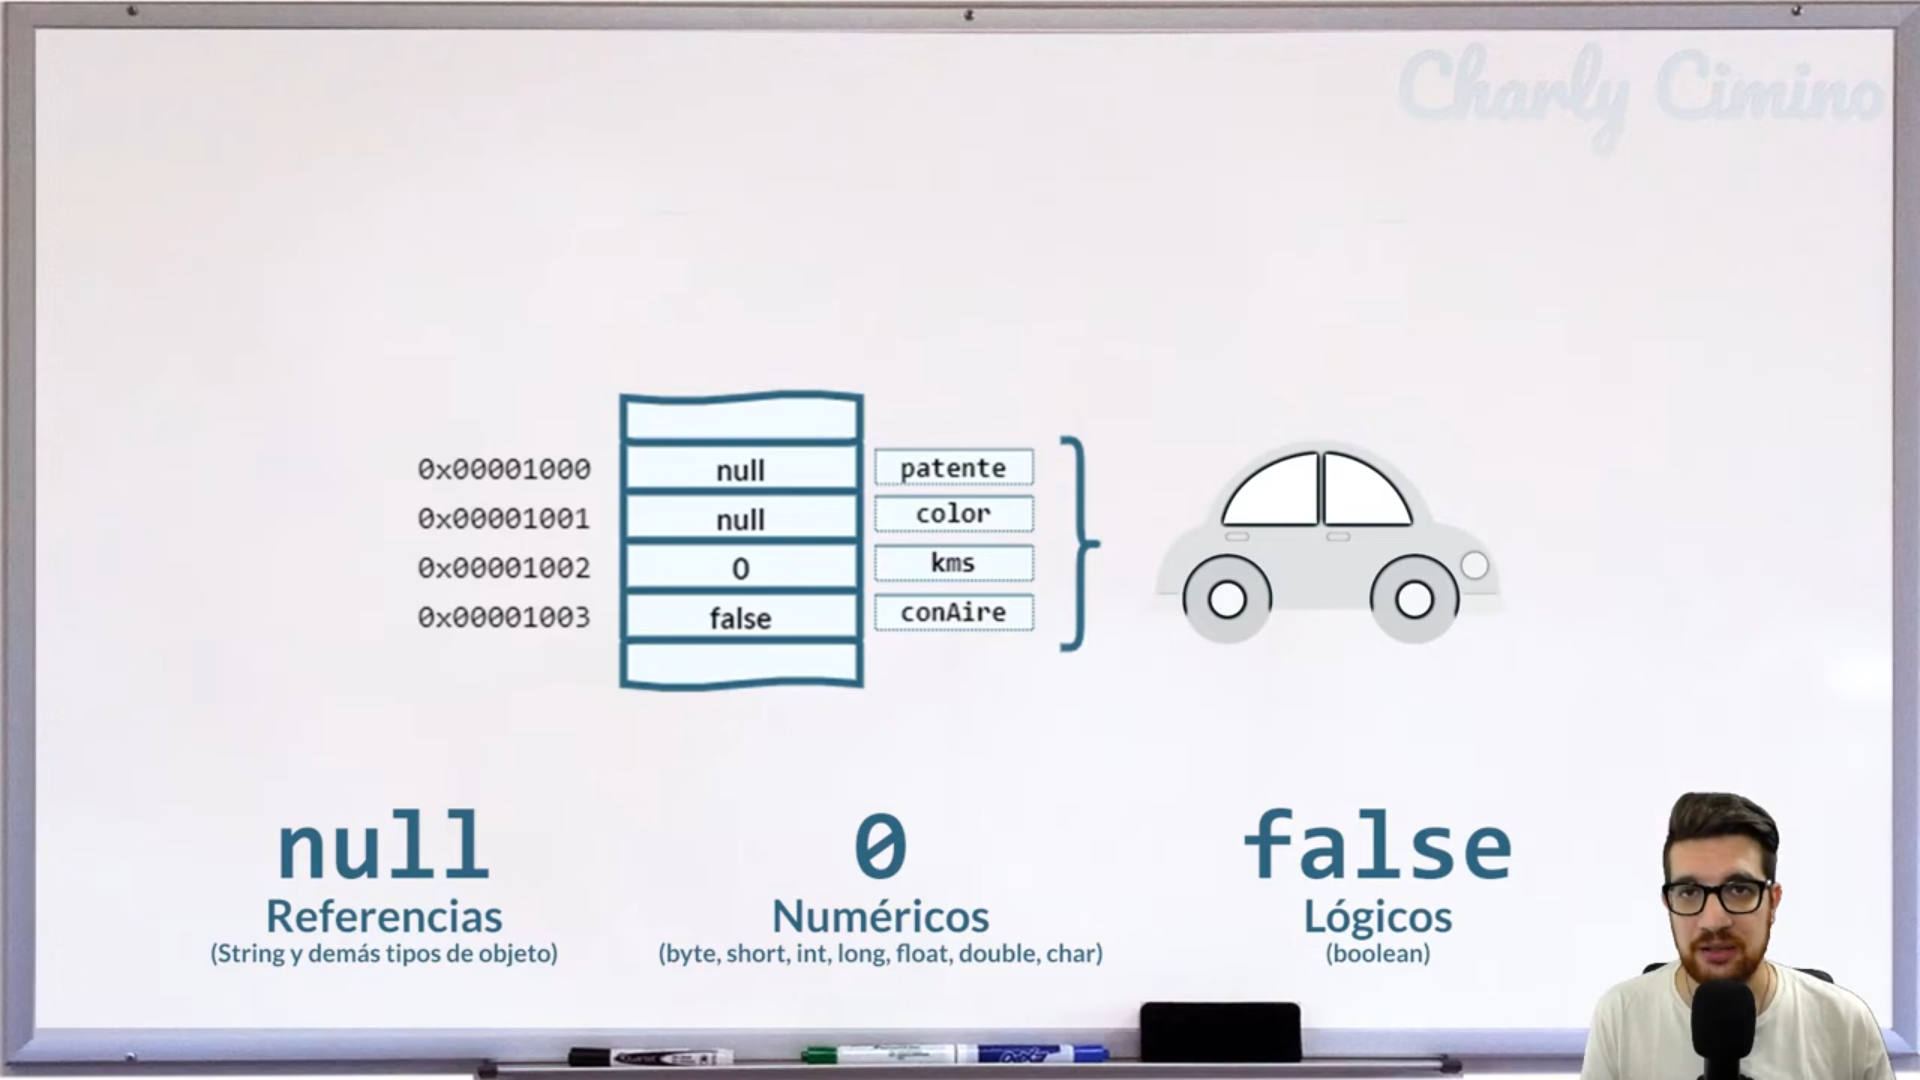 Charly Cimino
0x00001000 null patente
0x00001001 null color
0x00001002 0 kms
0x00001003 false conAire
null 0 false
Referencias Numéricos Lógicos
(String y demás tipos de objeto) (byte, short, int, long, float, double, char) (boolean)